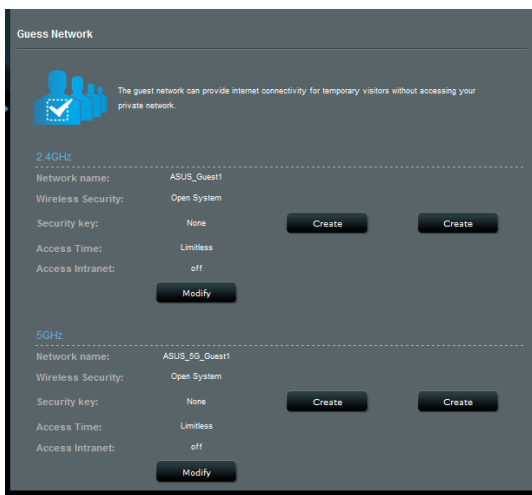 Guess Network
The guest network can provide internet connectivity for temporary visitors without accessing your
private network.
2.4GHz
Network name: ASUS_Guest1
Wireless Security: Open System
Security key: None Create Create
Access Time: Limitless
Access Intranet: off
Modify
5GHz
Network name: ASUS_5G_Guest1
Wireless Security: Open System
Security key: None Create Create
Access Time: Limitless
Access Intranet: off
Modify